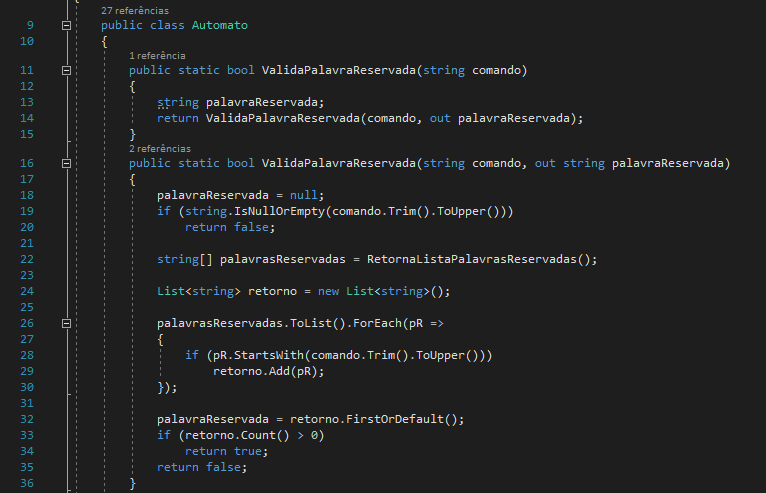 27 referências
9 public class Automato
10 {
1 referência
11 public static bool ValidaPalavraReservada(string comando)
12 {
13 string palavraReservada;
14 return ValidaPalavraReservada(comando, out palavraReservada);
15 }
2 referências
16 public static bool ValidaPalavraReservada(string comando, out string palavraReservada)
17 {
18 palavraReservada = null;
19 if (string.IsNullOrEmpty(comando.Trim().ToUpper()))
20 return false;
21
22 string[] palavrasReservadas = RetornaListaPalavrasReservadas();
23
24 List<string> retorno = new List<string>();
25
26 palavrasReservadas.ToList().ForEach(pR =>
27 {
28 if (pR.StartsWith(comando.Trim().ToUpper()))
29 retorno.Add(pR);
30 });
31
32 palavraReservada = retorno.FirstOrDefault();
33 if (retorno.Count() > 0)
34 return true;
35 return false;
36 }